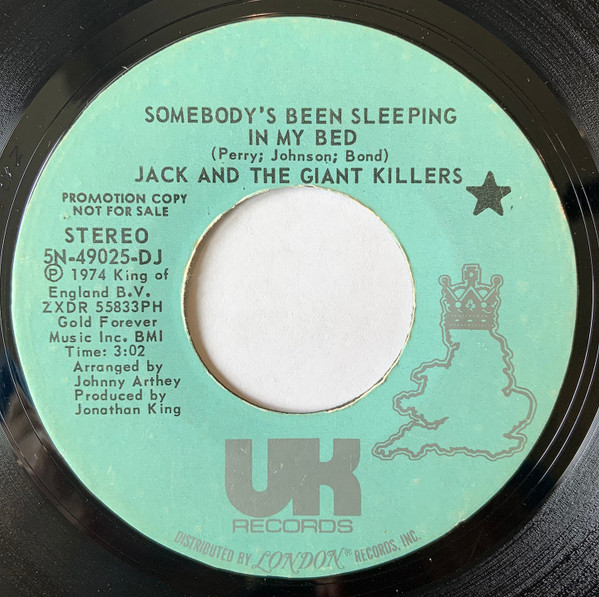 SOMEBODY'S BEEN SLEEPING
IN MY BED
(Perry; Johnson; Bond)
JACK AND THE GIANT KILLERS
PROMOTION COPY
NOT FOR SALE
STEREO
5N-49025-DJ
Ⓟ 1974 King of
England B.V.
ZXDR 55833PH
Gold Forever
Music Inc. BMI
Time: 3:02
Arranged by
Johnny Arthey
Produced by
Jonathan King
UK
RECORDS
DISTRIBUTED BY LONDON® RECORDS, INC.